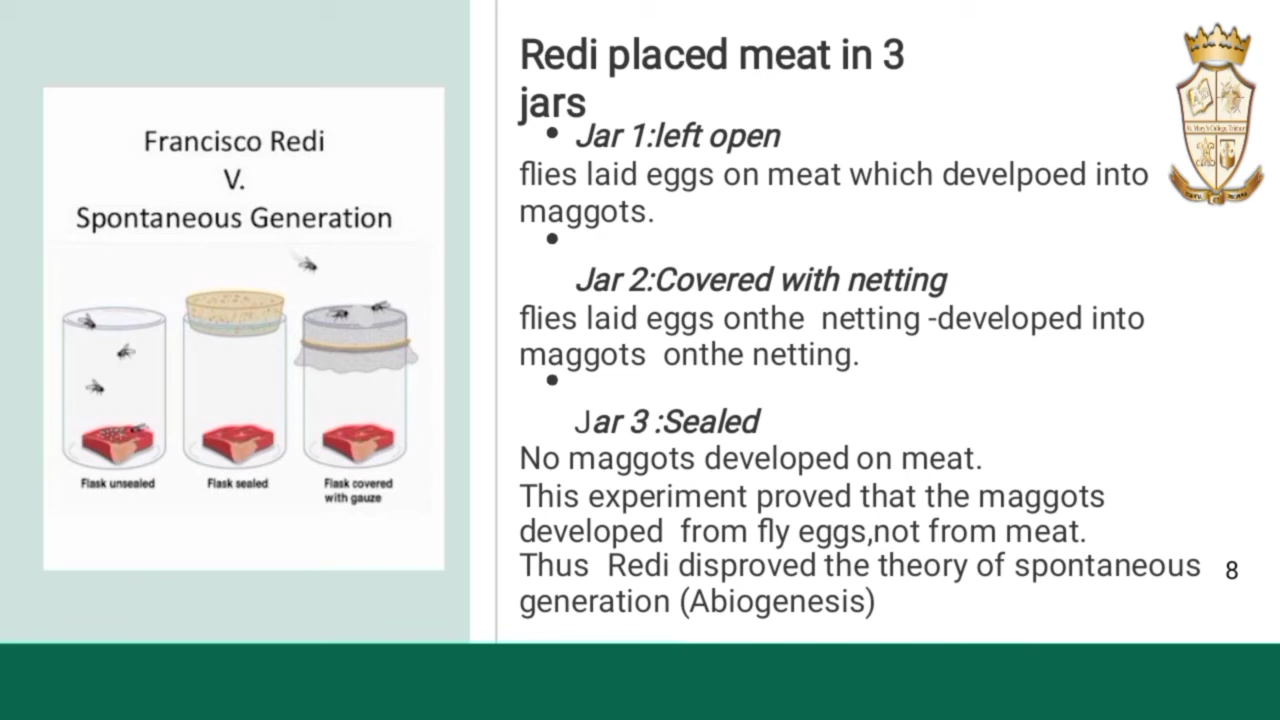 Francisco Redi
V.
Spontaneous Generation
Flask unsealed
Flask sealed
Flask covered
with gauze
Redi placed meat in 3
jars
• Jar 1:left open
flies laid eggs on meat which develpoed into
maggots.
•
Jar 2:Covered with netting
flies laid eggs onthe  netting -developed into
maggots  onthe netting.
•
Jar 3 :Sealed
No maggots developed on meat.
This experiment proved that the maggots
developed  from fly eggs,not from meat.
Thus  Redi disproved the theory of spontaneous
generation (Abiogenesis)
8